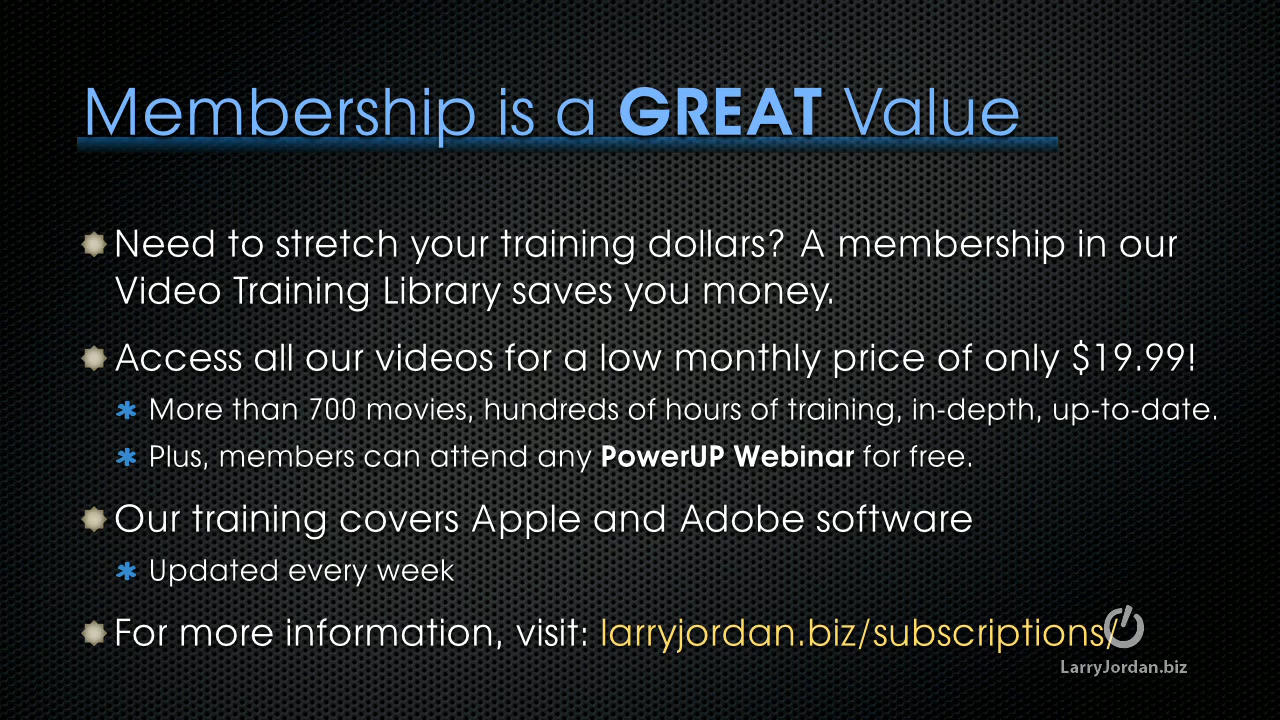 Membership is a GREAT Value
Need to stretch your training dollars? A membership in our
Video Training Library saves you money.
Access all our videos for a low monthly price of only $19.99!
More than 700 movies, hundreds of hours of training, in-depth, up-to-date.
Plus, members can attend any PowerUP Webinar for free.
Our training covers Apple and Adobe software
Updated every week
For more information, visit: larryjordan.biz/subscriptions/
LarryJordan.biz